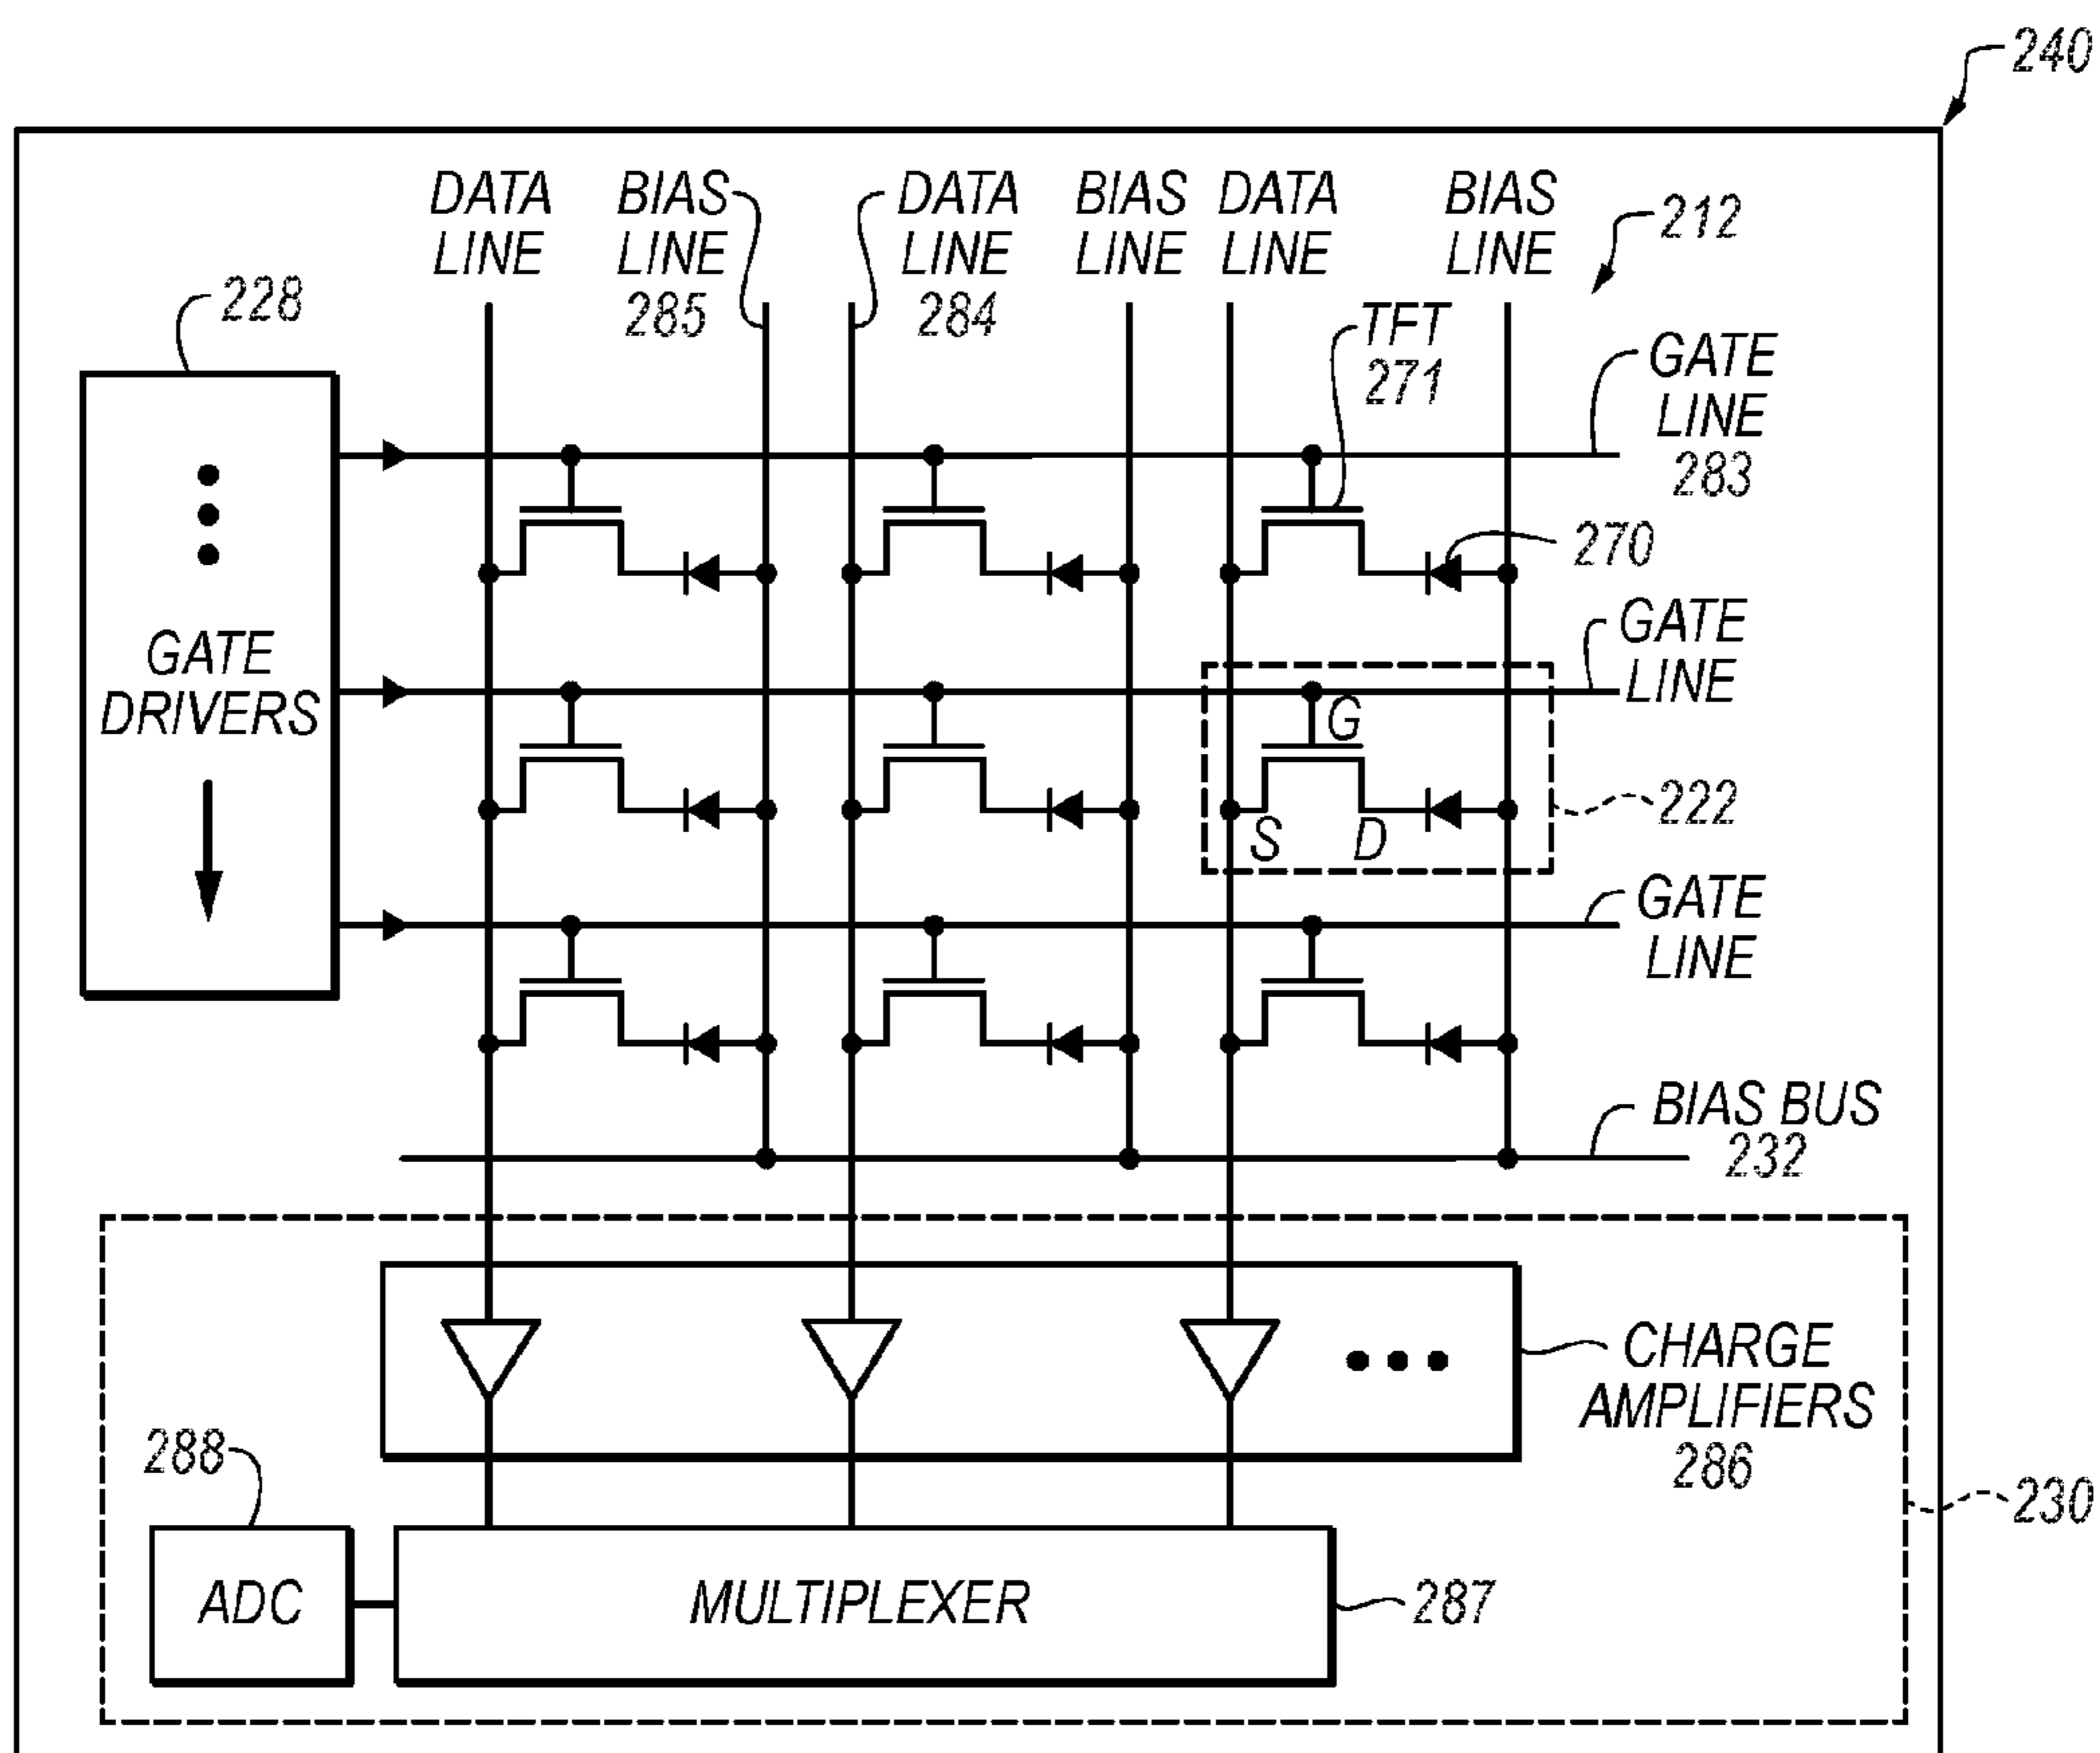 240
DATA LINE
BIAS LINE 285
DATA LINE 284
BIAS LINE
DATA LINE
BIAS LINE
212
228
TFT 271
GATE LINE 283
270
GATE DRIVERS
GATE LINE
G
S
D
222
GATE LINE
BIAS BUS 232
CHARGE AMPLIFIERS 286
288
230
ADC
MULTIPLEXER
287